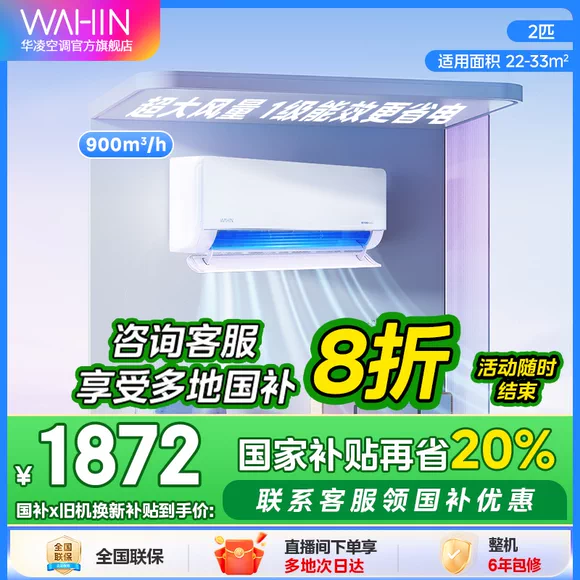 WAHIN
华凌空调官方旗舰店
2匹
适用面积 22-33m²
超大风量 1级能效更省电
900m³/h
WAHIN
咨询客服
享受多地国补
8折
活动随时
结束
¥1872
国补x旧机换新补贴到手价:
国家补贴再省20%
联系客服领国补优惠
全国联保
全国联保
直播间下单享
多地次日达
整机
6年包修